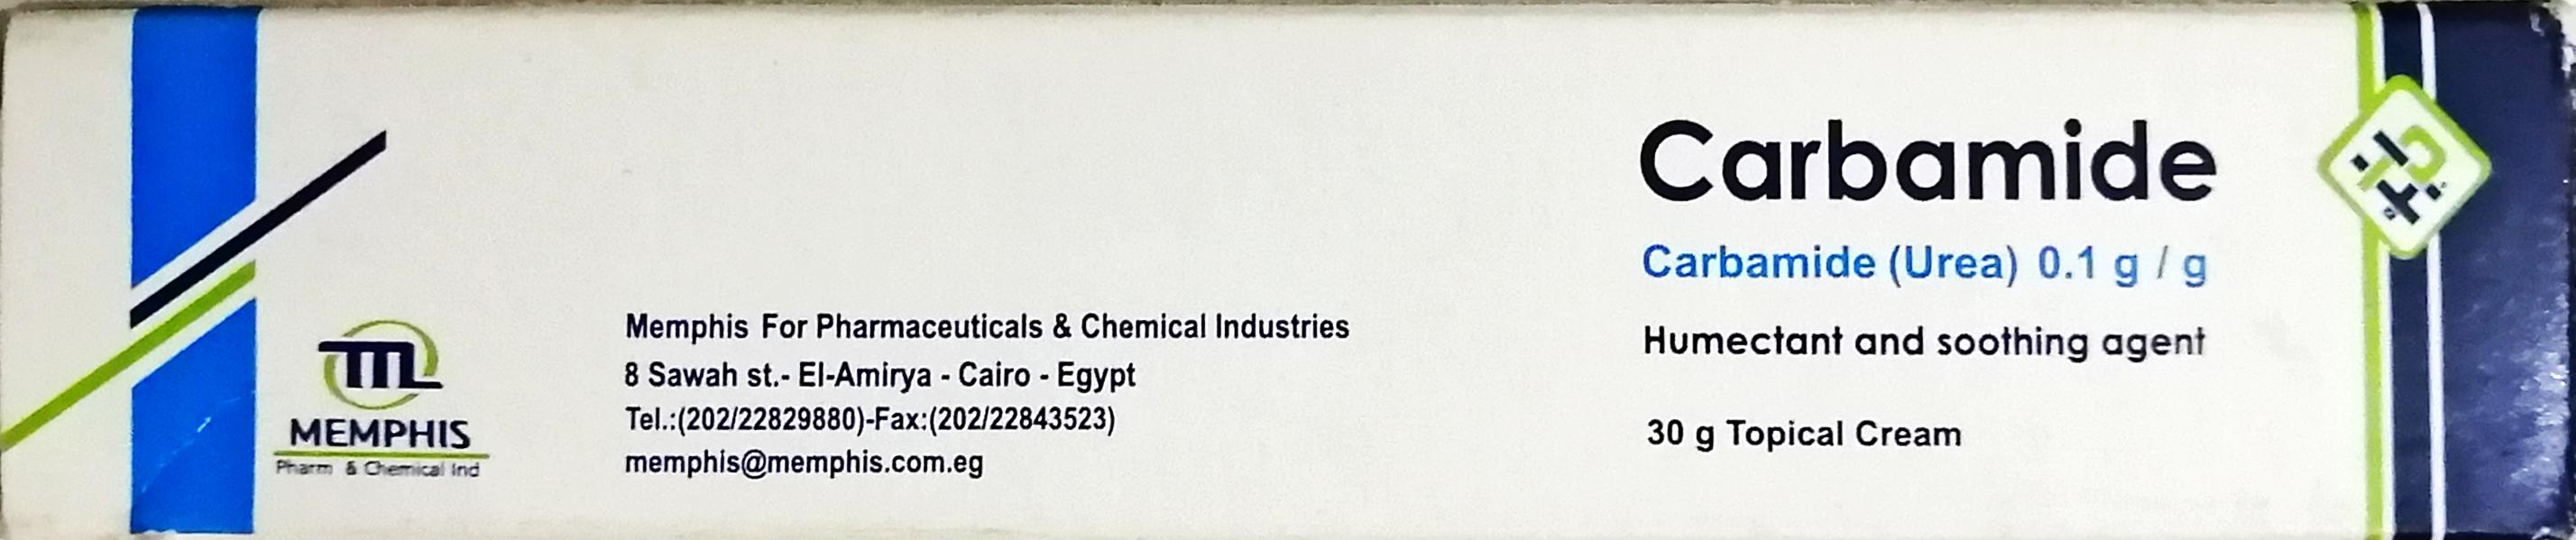 Carbamide
Carbamide (Urea) 0.1 g / g
Humectant and soothing agent
30 g Topical Cream
MEMPHIS
Pharm & Chemical Ind
Memphis For Pharmaceuticals & Chemical Industries
8 Sawah st.- El-Amirya - Cairo - Egypt
Tel.:(202/22829880)-Fax:(202/22843523)
memphis@memphis.com.eg